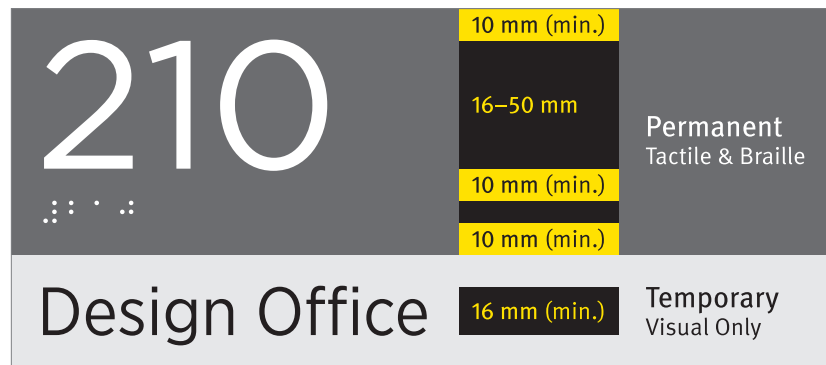 210
⠼⠃⠁⠚
Design Office
10 mm (min.)
16–50 mm
10 mm (min.)
10 mm (min.)
16 mm (min.)
Permanent
Tactile & Braille
Temporary
Visual Only